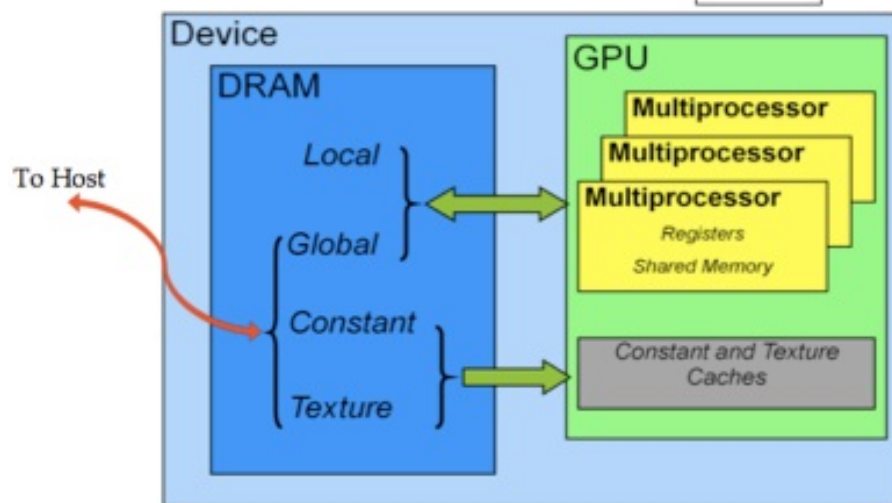 Device
DRAM
Local
Global
Constant
Texture
To Host
GPU
Multiprocessor
Multiprocessor
Multiprocessor
Registers
Shared Memory
Constant and Texture
Caches